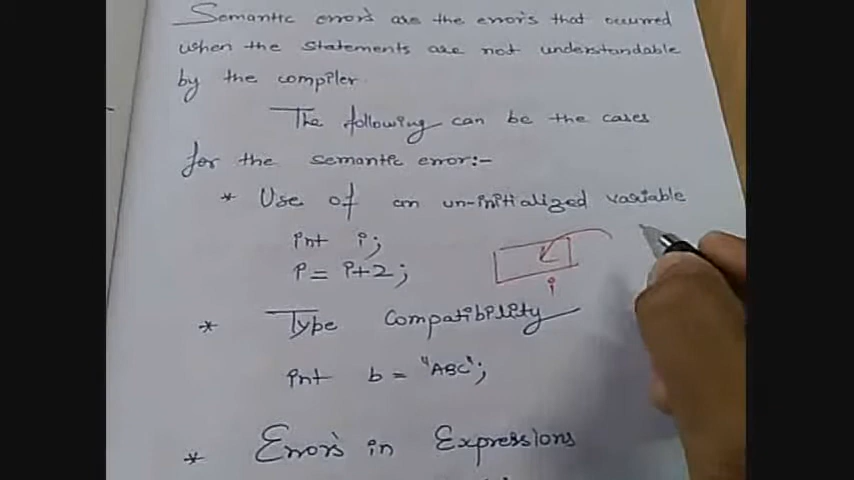 Semantic errors are the errors that occurred
when the statements are not understandable
by the compiler
The following can be the cases
for the semantic error:-
* Use of an un-initialized variable
int i;
i = i+2;
i
* Type Compatibility
int b = "ABC";
* Errors in Expressions